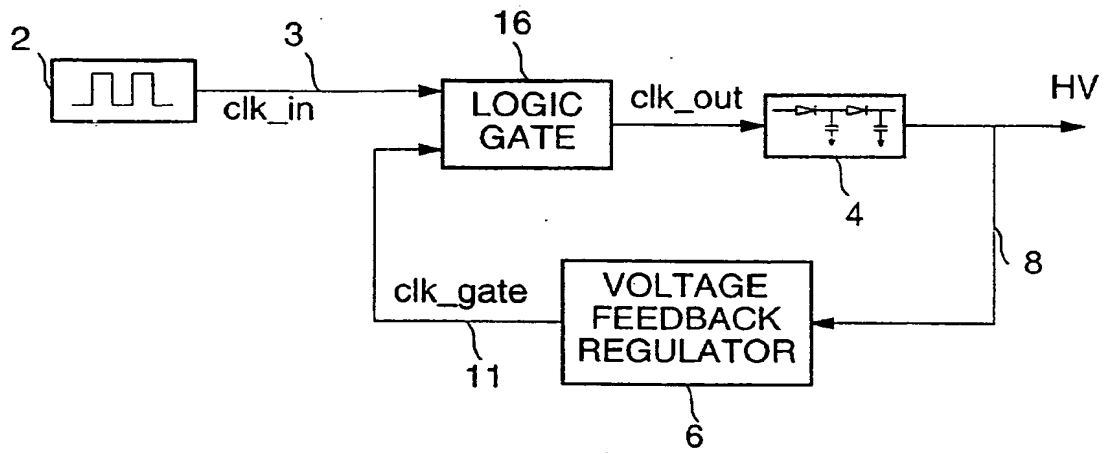 2
3
16
clk_in
LOGIC
GATE
clk_out
HV
4
8
clk_gate
11
VOLTAGE
FEEDBACK
REGULATOR
6